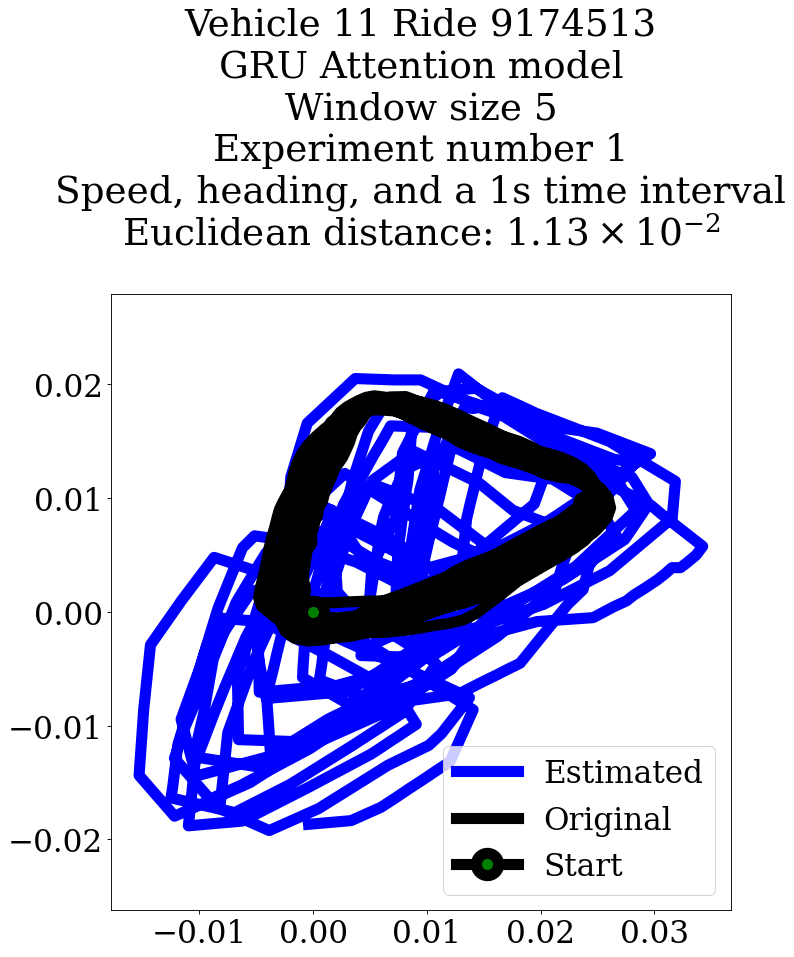 Vehicle 11 Ride 9174513
GRU Attention model
Window size 5
Experiment number 1
Speed, heading, and a 1s time interval
Euclidean distance: 1.13 × 10⁻²
0.02
0.01
0.00
−0.01
−0.02
Estimated
Original
Start
−0.01 0.00 0.01 0.02 0.03